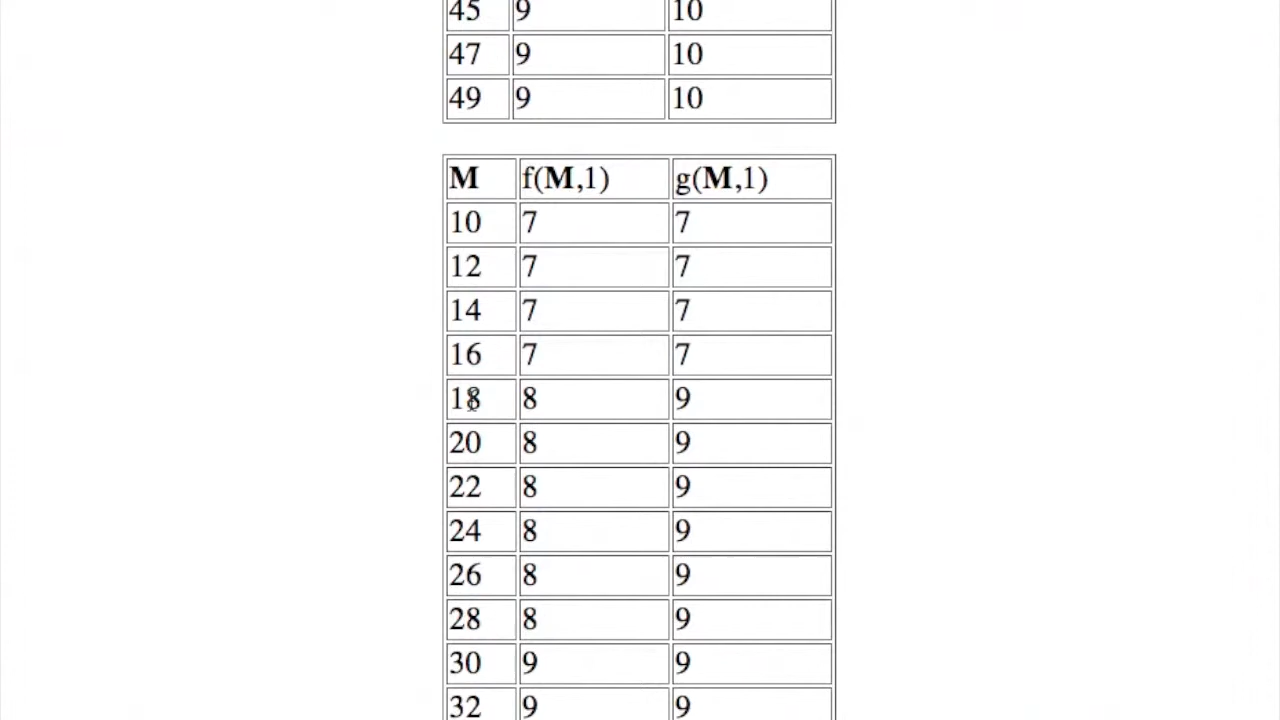 45 9 10
47 9 10
49 9 10
M f(M,1) g(M,1)
10 7 7
12 7 7
14 7 7
16 7 7
18 8 9
20 8 9
22 8 9
24 8 9
26 8 9
28 8 9
30 9 9
32 9 9